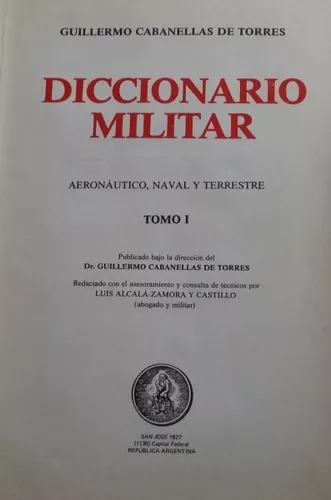 GUILLERMO CABANELLAS DE TORRES
DICCIONARIO
MILITAR
AERONÁUTICO, NAVAL Y TERRESTRE
TOMO I
Publicado bajo la dirección del
Dr. GUILLERMO CABANELLAS DE TORRES
Redactado con el asesoramiento y consulta de técnicos por
LUIS ALCALÁ-ZAMORA Y CASTILLO
(abogado y militar)
SAN JOSÉ 1627
(1136) Capital Federal
REPÚBLICA ARGENTINA